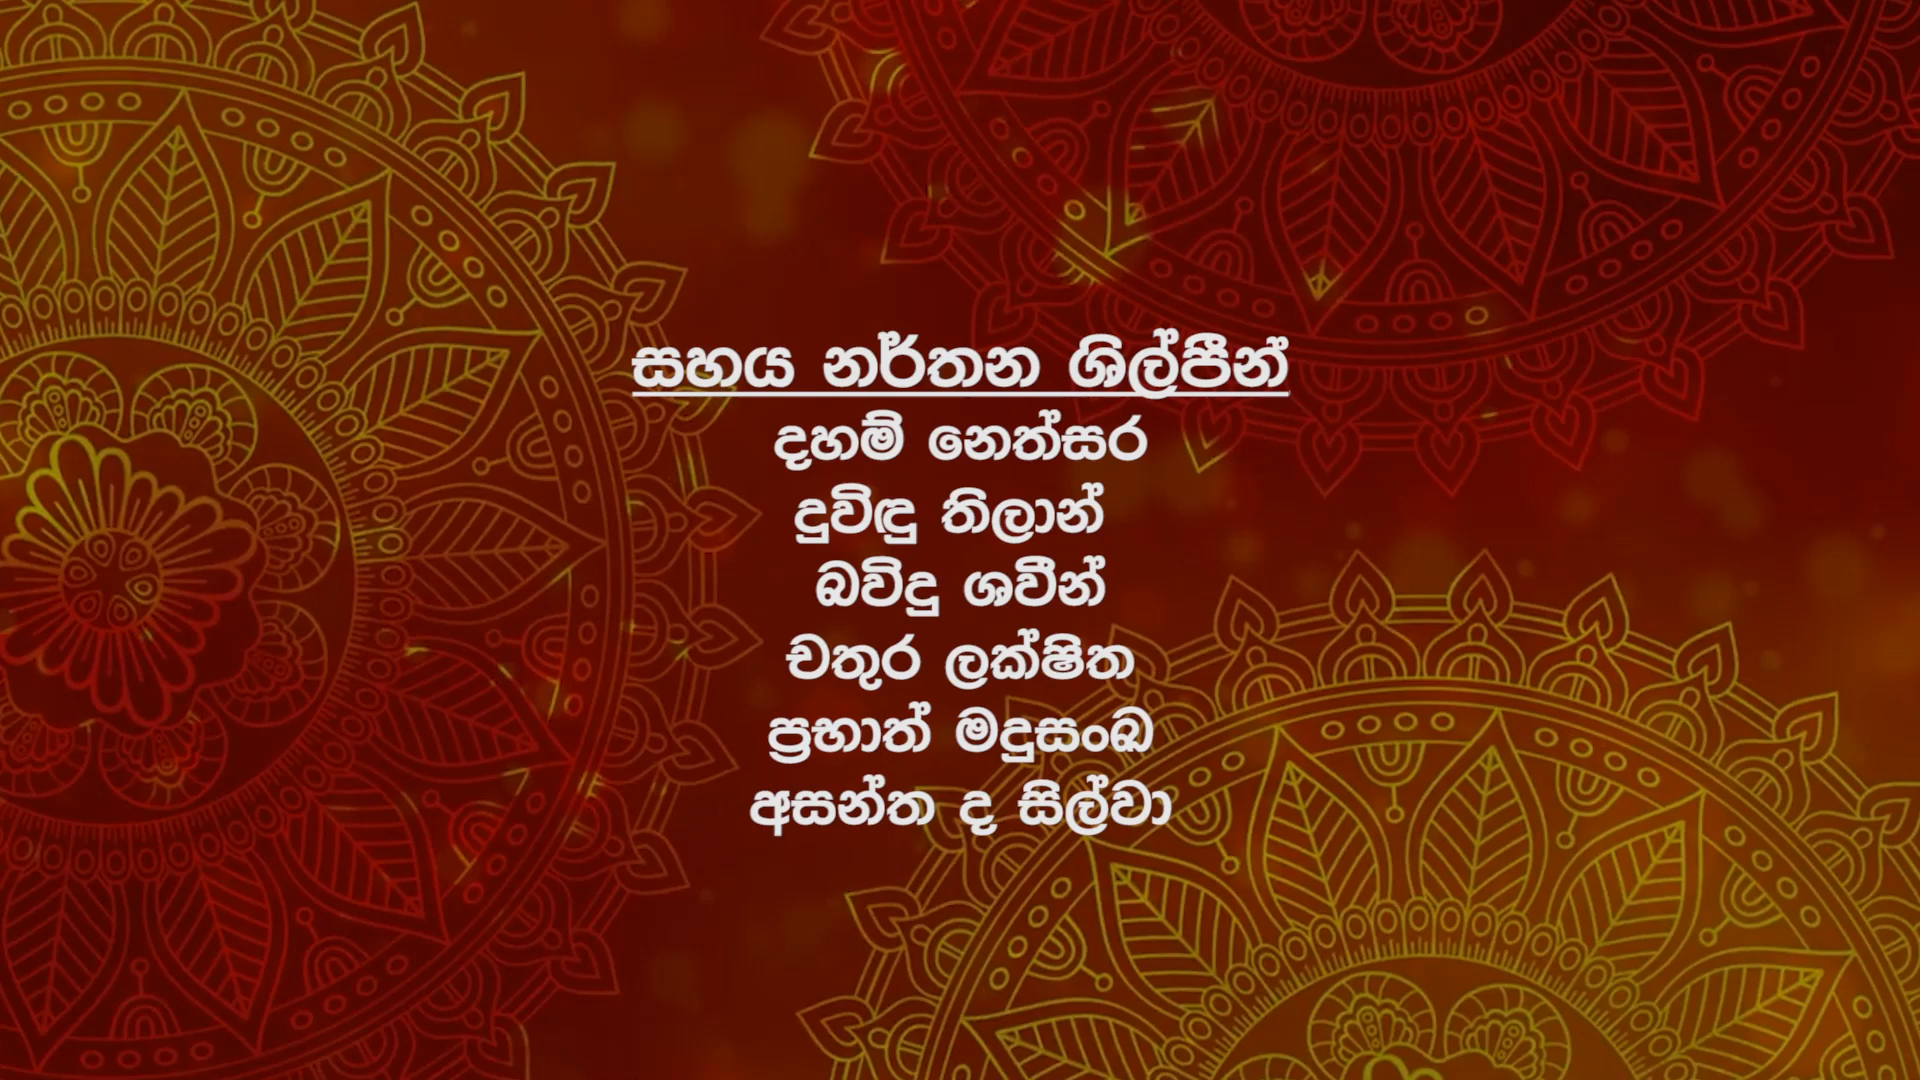 සහය නර්තන ශිල්පීන්
දහම් නෙත්සර
දුවිඳු තිලාන්
බවිදු ශවීන්
චතුර ලක්ෂිත
ප්‍රභාත් මදුසංඛ
අසන්ත ද සිල්වා